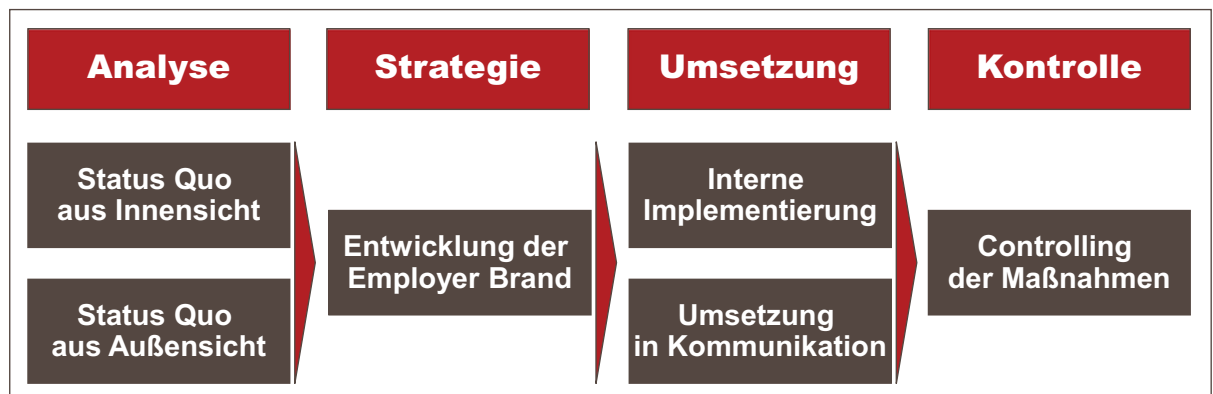 Analyse
Status Quo
aus Innensicht
Status Quo
aus Außensicht
Strategie
Entwicklung der
Employer Brand
Umsetzung
Interne
Implementierung
Umsetzung
in Kommunikation
Kontrolle
Controlling
der Maßnahmen